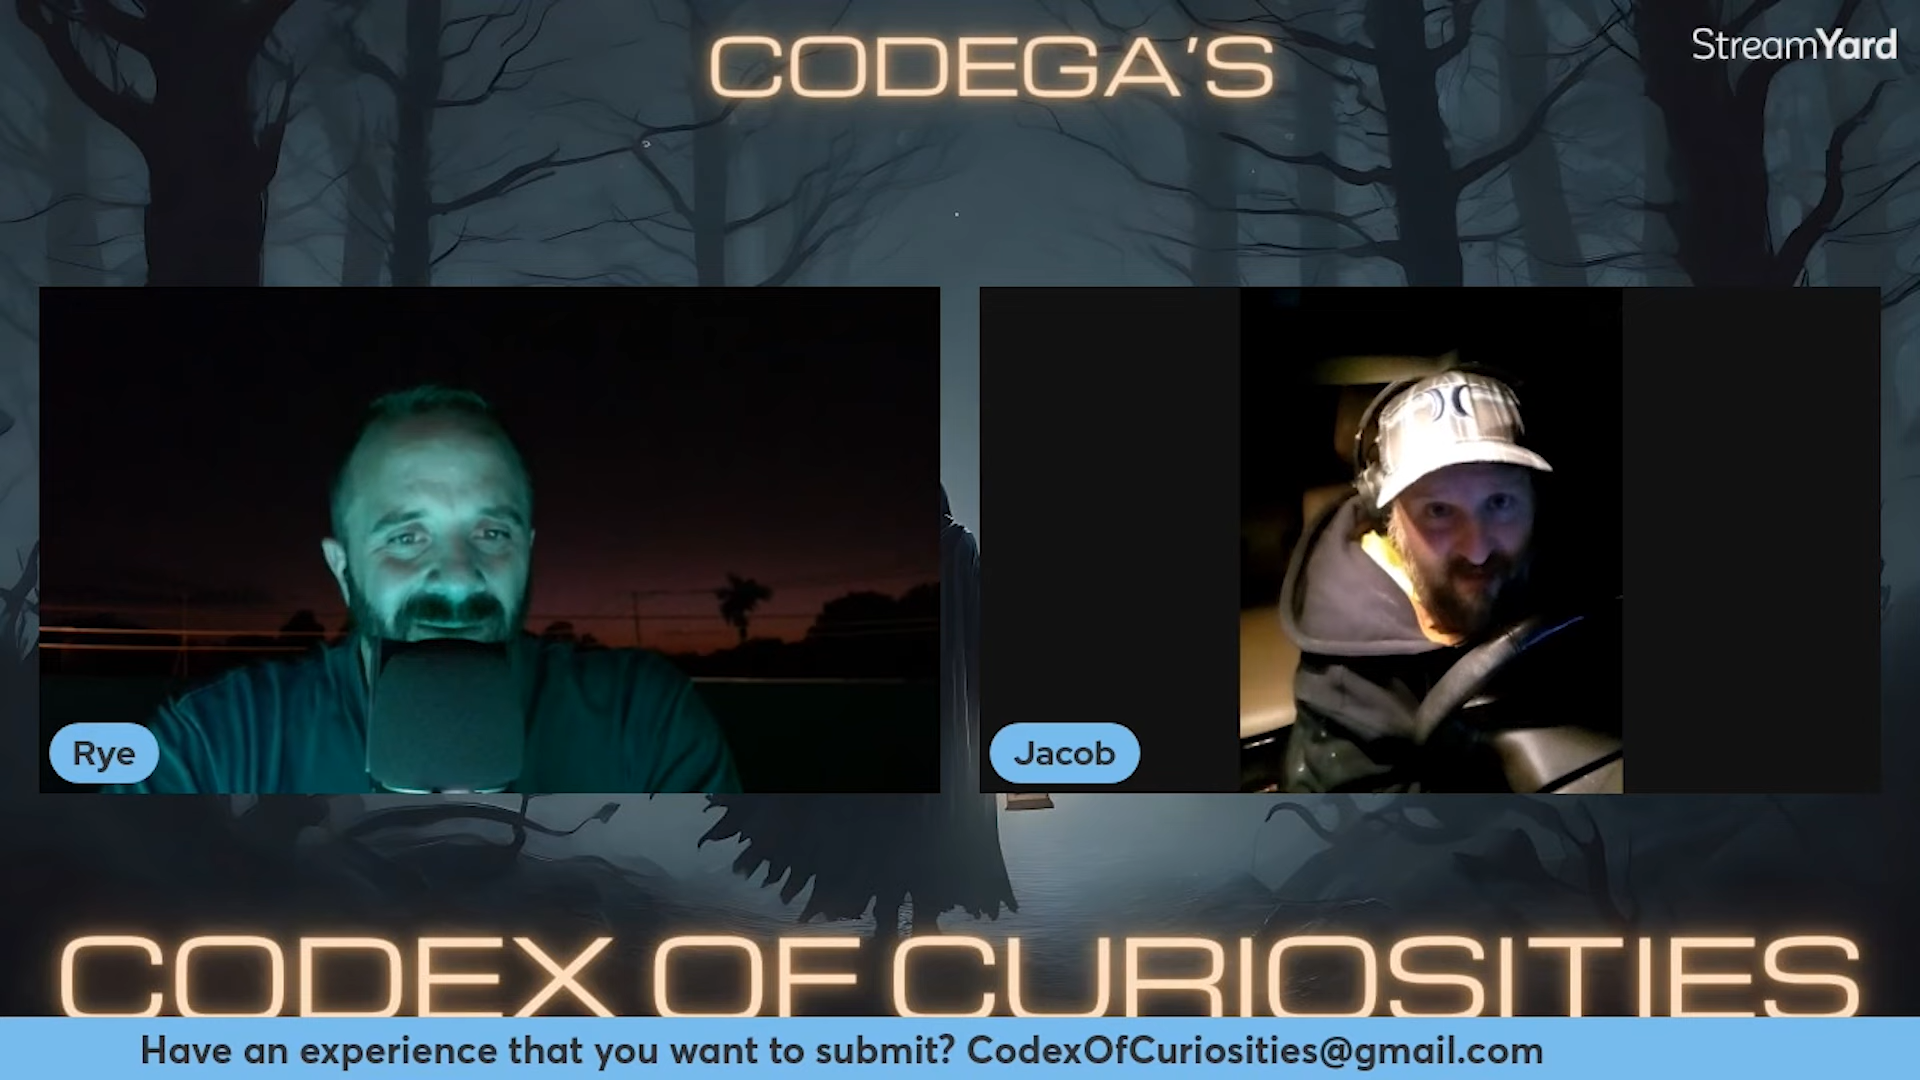 CODEGA'S
StreamYard
Rye
Jacob
CODEX OF CURIOSITIES
Have an experience that you want to submit? CodexOfCuriosities@gmail.com